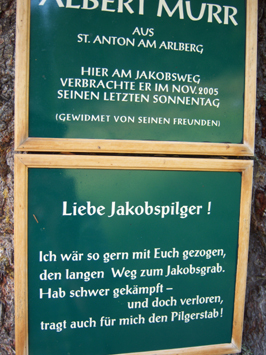 ALBERT MURR
AUS
ST. ANTON AM ARLBERG
HIER AM JAKOBSWEG
VERBRACHTE ER IM NOV. 2005
SEINEN LETZTEN SONNENTAG
(GEWIDMET VON SEINEN FREUNDEN)
Liebe Jakobspilger !
Ich wär so gern mit Euch gezogen,
den langen Weg zum Jakobsgrab.
Hab schwer gekämpft –
und doch verloren,
tragt auch für mich den Pilgerstab !